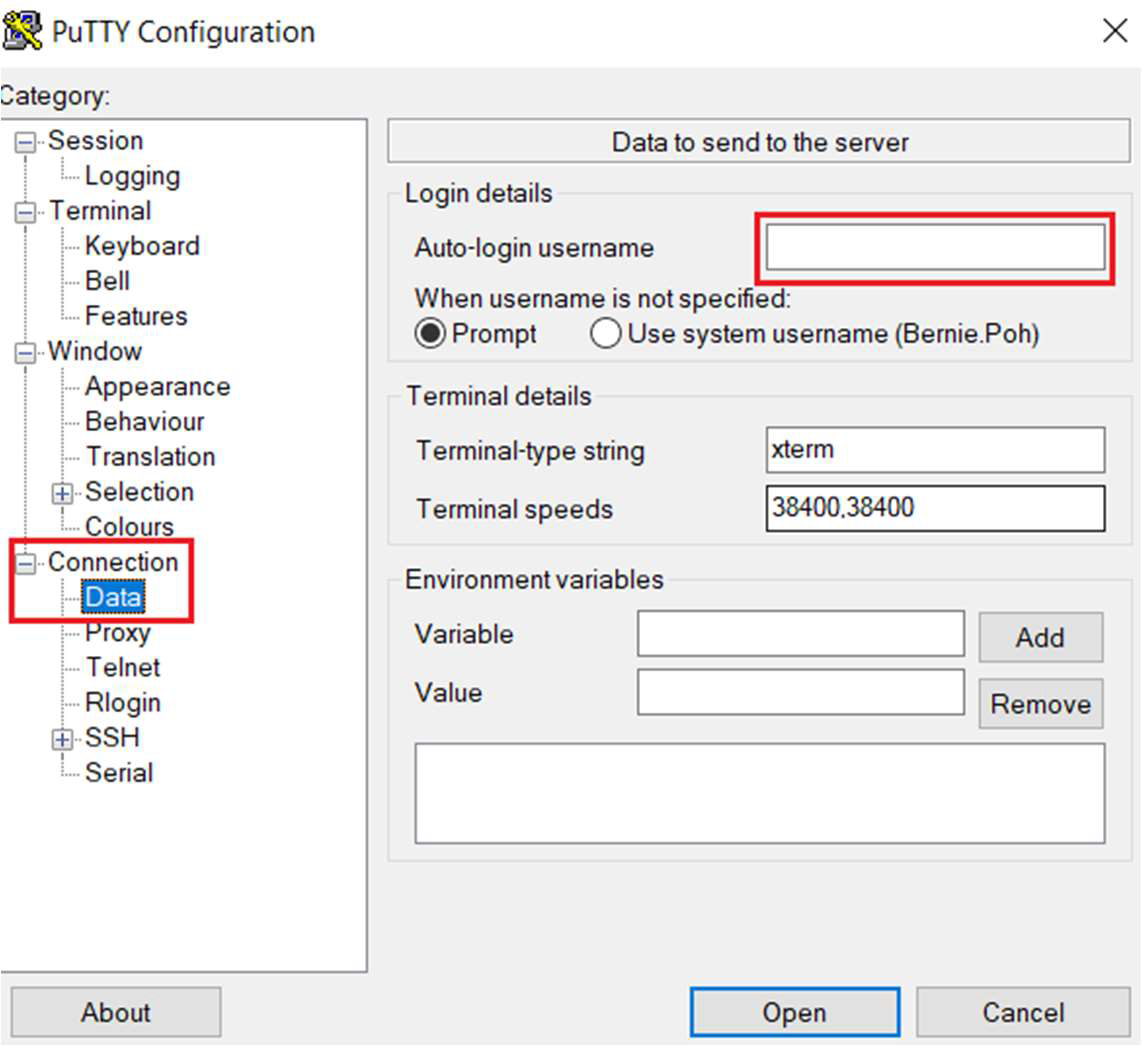 PuTTY Configuration
Category:
Session
Logging
Terminal
Keyboard
Bell
Features
Window
Appearance
Behaviour
Translation
Selection
Colours
Connection
Data
Proxy
Telnet
Rlogin
SSH
Serial
Data to send to the server
Login details
Auto-login username
When username is not specified:
Prompt Use system username (Bernie.Poh)
Terminal details
Terminal-type string xterm
Terminal speeds 38400,38400
Environment variables
Variable Add
Value Remove
About Open Cancel